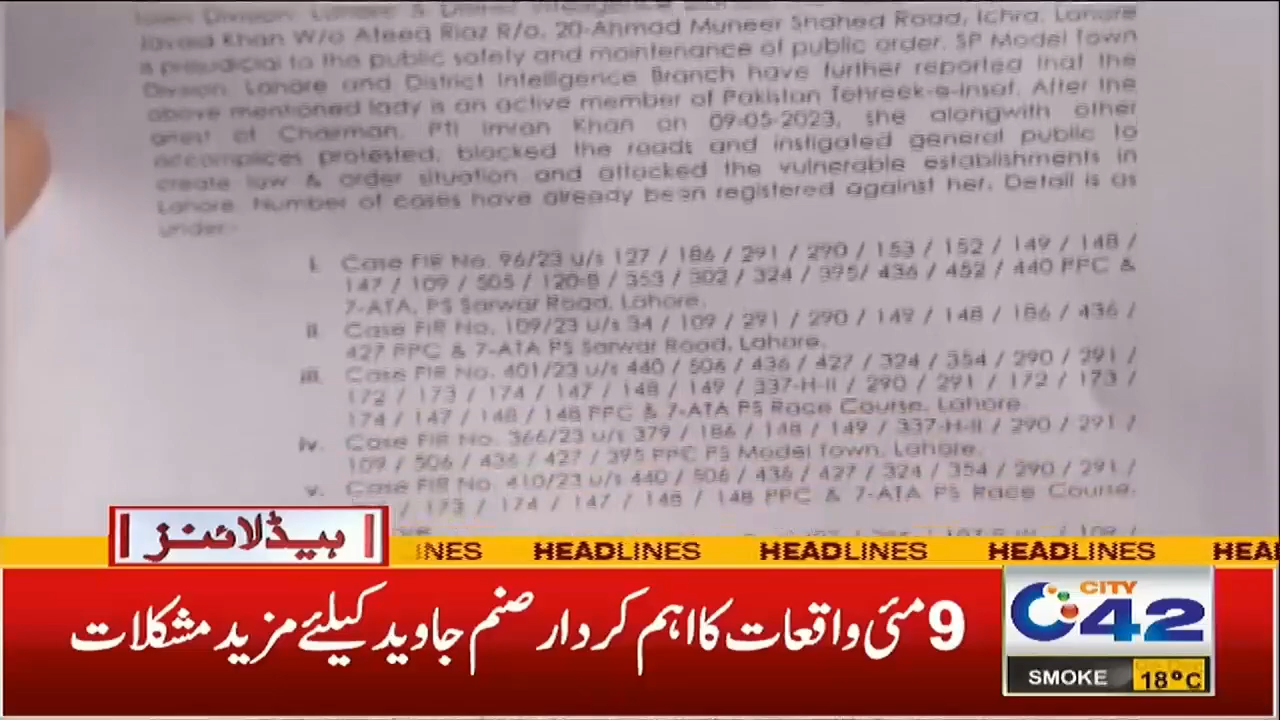 Town Division, Lahore & District Intelligence
Javaid Khan W/o Ateeq Riaz R/o. 20-Ahmad Muneer Shahed Road, Ichra, Lahore
is prejudicial to the public safety and maintenance of public order. SP Model Town
Division, Lahore and District Intelligence Branch have further reported that the
above mentioned lady is an active member of Pakistan Tehreek-e-Insaf. After the
arrest of Chairman, PTI Imran Khan on 09-05-2023, she alongwith other
accomplices protested, blocked the roads and instigated general public to
create law & order situation and attacked the vulnerable establishments in
Lahore. Number of cases have already been registered against her. Detail is as
under:-
i. Case FIR No. 96/23 u/s 127 / 186 / 291 / 290 / 153 / 152 / 149 / 148 /
147 / 109 / 505 / 120-B / 353 / 302 / 324 / 395/ 436 / 452 / 440 PPC &
7-ATA, PS Sarwar Road, Lahore.
ii. Case FIR No. 109/23 u/s 34 / 109 / 291 / 290 / 149 / 148 / 186 / 436 /
427 PPC & 7-ATA PS Sarwar Road, Lahore.
iii. Case FIR No. 401/23 u/s 440 / 506 / 436 / 427 / 324 / 354 / 290 / 291 /
172 / 173 / 174 / 147 / 148 / 149 / 337-H-II / 290 / 291 / 172 / 173 /
174 / 147 / 148 / 148 PPC & 7-ATA PS Race Course, Lahore.
iv. Case FIR No. 366/23 u/s 379 / 186 / 148 / 149 / 337-H-II / 290 / 291 /
109 / 506 / 436 / 427 / 395 PPC PS Model Town, Lahore.
v. Case FIR No. 410/23 u/s 440 / 506 / 436 / 427 / 324 / 354 / 290 / 291 /
/ 173 / 174 / 147 / 148 / 148 PPC & 7-ATA PS Race Course,
ہیڈلائنز
INES HEADLINES HEADLINES HEADLINES HEA
9 مئی واقعات کا اہم کردار صنم جاوید کیلئے مزید مشکلات
CITY
42
SMOKE 18°C